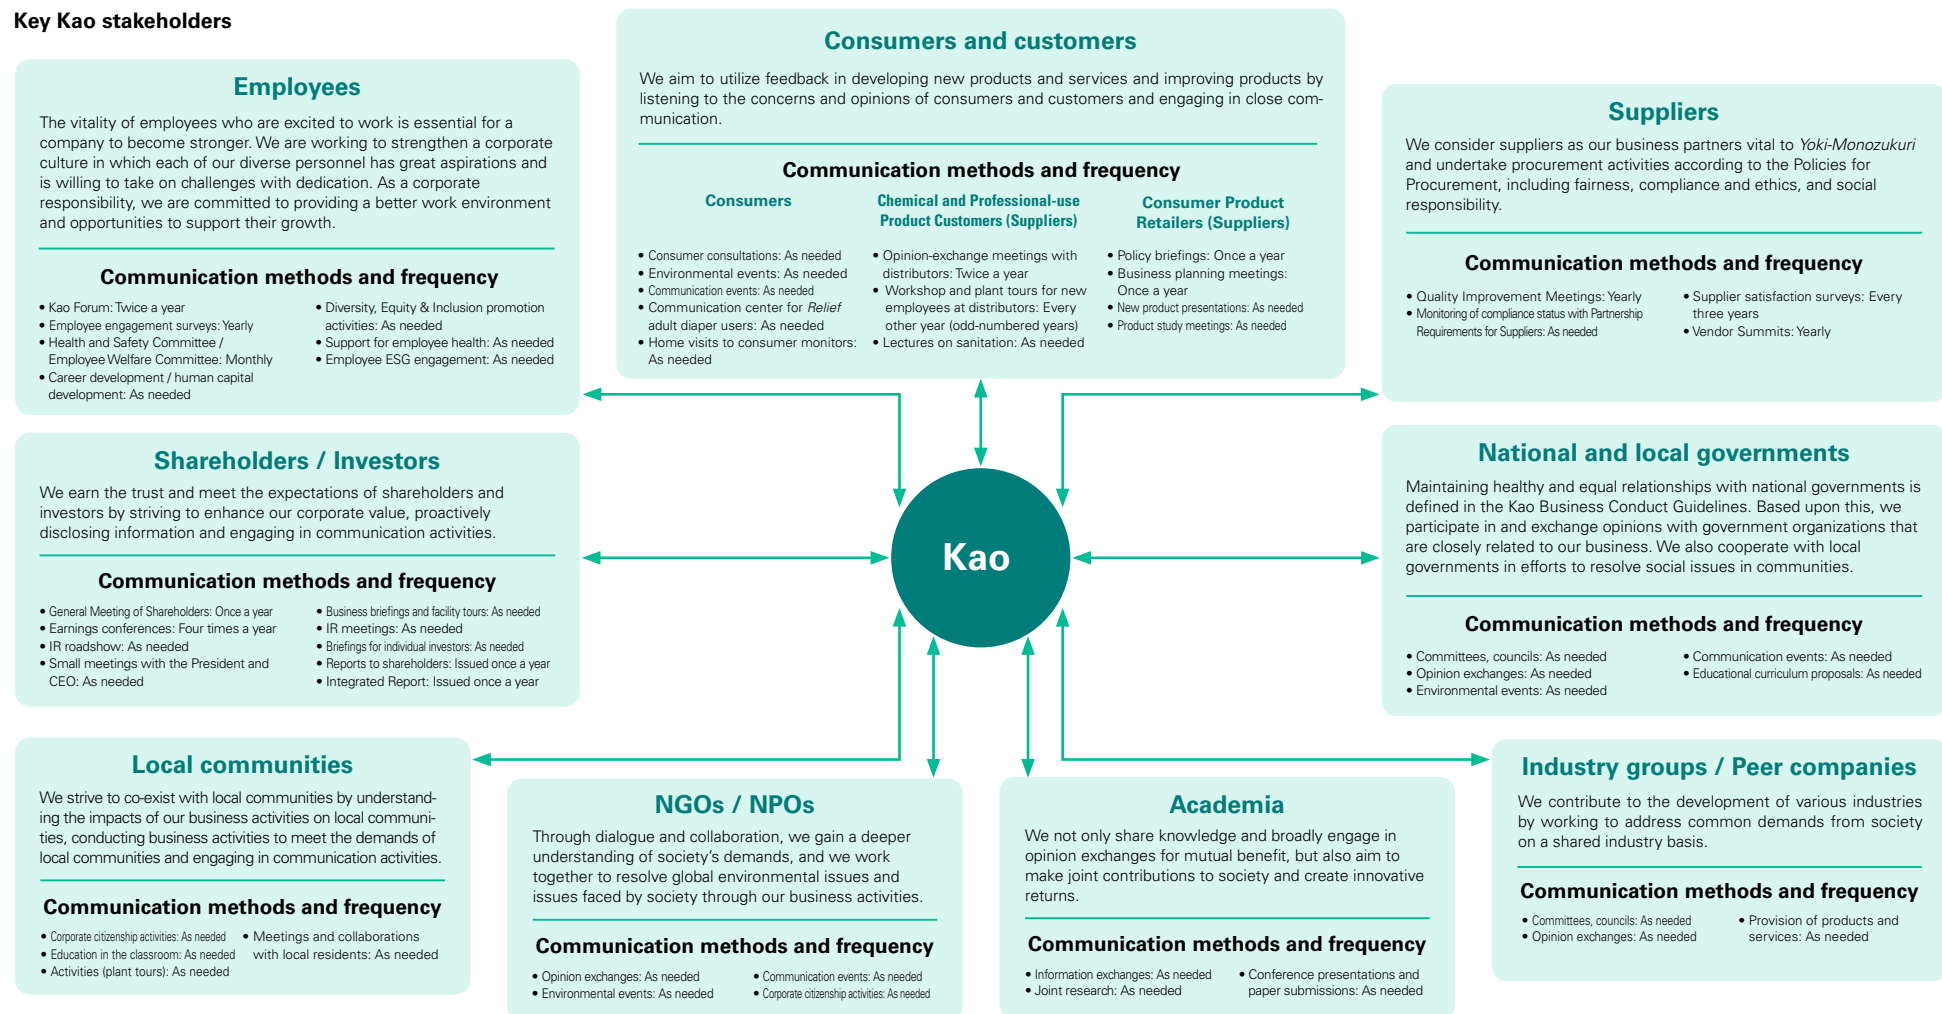 Key Kao stakeholders
Employees
The vitality of employees who are excited to work is essential for a
company to become stronger. We are working to strengthen a corporate
culture in which each of our diverse personnel has great aspirations and
is willing to take on challenges with dedication. As a corporate
responsibility, we are committed to providing a better work environment
and opportunities to support their growth.
Communication methods and frequency
• Kao Forum: Twice a year
• Employee engagement surveys: Yearly
• Health and Safety Committee /
Employee Welfare Committee: Monthly
• Career development / human capital
development: As needed
• Diversity, Equity & Inclusion promotion
activities: As needed
• Support for employee health: As needed
• Employee ESG engagement: As needed
Consumers and customers
We aim to utilize feedback in developing new products and services and improving products by
listening to the concerns and opinions of consumers and customers and engaging in close com-
munication.
Communication methods and frequency
Consumers
• Consumer consultations: As needed
• Environmental events: As needed
• Communication events: As needed
• Communication center for Relief
adult diaper users: As needed
• Home visits to consumer monitors:
As needed
Chemical and Professional-use
Product Customers (Suppliers)
• Opinion-exchange meetings with
distributors: Twice a year
• Workshop and plant tours for new
employees at distributors: Every
other year (odd-numbered years)
• Lectures on sanitation: As needed
Consumer Product
Retailers (Suppliers)
• Policy briefings: Once a year
• Business planning meetings:
Once a year
• New product presentations: As needed
• Product study meetings: As needed
Suppliers
We consider suppliers as our business partners vital to Yoki-Monozukuri
and undertake procurement activities according to the Policies for
Procurement, including fairness, compliance and ethics, and social
responsibility.
Communication methods and frequency
• Quality Improvement Meetings: Yearly
• Monitoring of compliance status with Partnership
Requirements for Suppliers: As needed
• Supplier satisfaction surveys: Every
three years
• Vendor Summits: Yearly
Shareholders / Investors
We earn the trust and meet the expectations of shareholders and
investors by striving to enhance our corporate value, proactively
disclosing information and engaging in communication activities.
Communication methods and frequency
• General Meeting of Shareholders: Once a year
• Earnings conferences: Four times a year
• IR roadshow: As needed
• Small meetings with the President and
CEO: As needed
• Business briefings and facility tours: As needed
• IR meetings: As needed
• Briefings for individual investors: As needed
• Reports to shareholders: Issued once a year
• Integrated Report: Issued once a year
Kao
National and local governments
Maintaining healthy and equal relationships with national governments is
defined in the Kao Business Conduct Guidelines. Based upon this, we
participate in and exchange opinions with government organizations that
are closely related to our business. We also cooperate with local
governments in efforts to resolve social issues in communities.
Communication methods and frequency
• Committees, councils: As needed
• Opinion exchanges: As needed
• Environmental events: As needed
• Communication events: As needed
• Educational curriculum proposals: As needed
Local communities
We strive to co-exist with local communities by understand-
ing the impacts of our business activities on local communi-
ties, conducting business activities to meet the demands of
local communities and engaging in communication activities.
Communication methods and frequency
• Corporate citizenship activities: As needed
• Education in the classroom: As needed
• Activities (plant tours): As needed
• Meetings and collaborations
with local residents: As needed
NGOs / NPOs
Through dialogue and collaboration, we gain a deeper
understanding of society's demands, and we work
together to resolve global environmental issues and
issues faced by society through our business activities.
Communication methods and frequency
• Opinion exchanges: As needed
• Environmental events: As needed
• Communication events: As needed
• Corporate citizenship activities: As needed
Academia
We not only share knowledge and broadly engage in
opinion exchanges for mutual benefit, but also aim to
make joint contributions to society and create innovative
returns.
Communication methods and frequency
• Information exchanges: As needed
• Joint research: As needed
• Conference presentations and
paper submissions: As needed
Industry groups / Peer companies
We contribute to the development of various industries
by working to address common demands from society
on a shared industry basis.
Communication methods and frequency
• Committees, councils: As needed
• Opinion exchanges: As needed
• Provision of products and
services: As needed